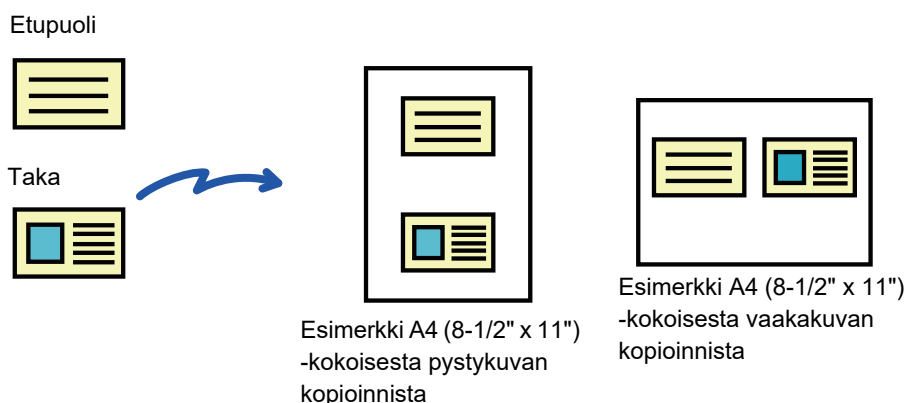 Etupuoli
Taka
Esimerkki A4 (8-1/2" x 11")
-kokoisesta pystykuvan
kopioinnista
Esimerkki A4 (8-1/2" x 11")
-kokoisesta vaakakuvan
kopioinnista